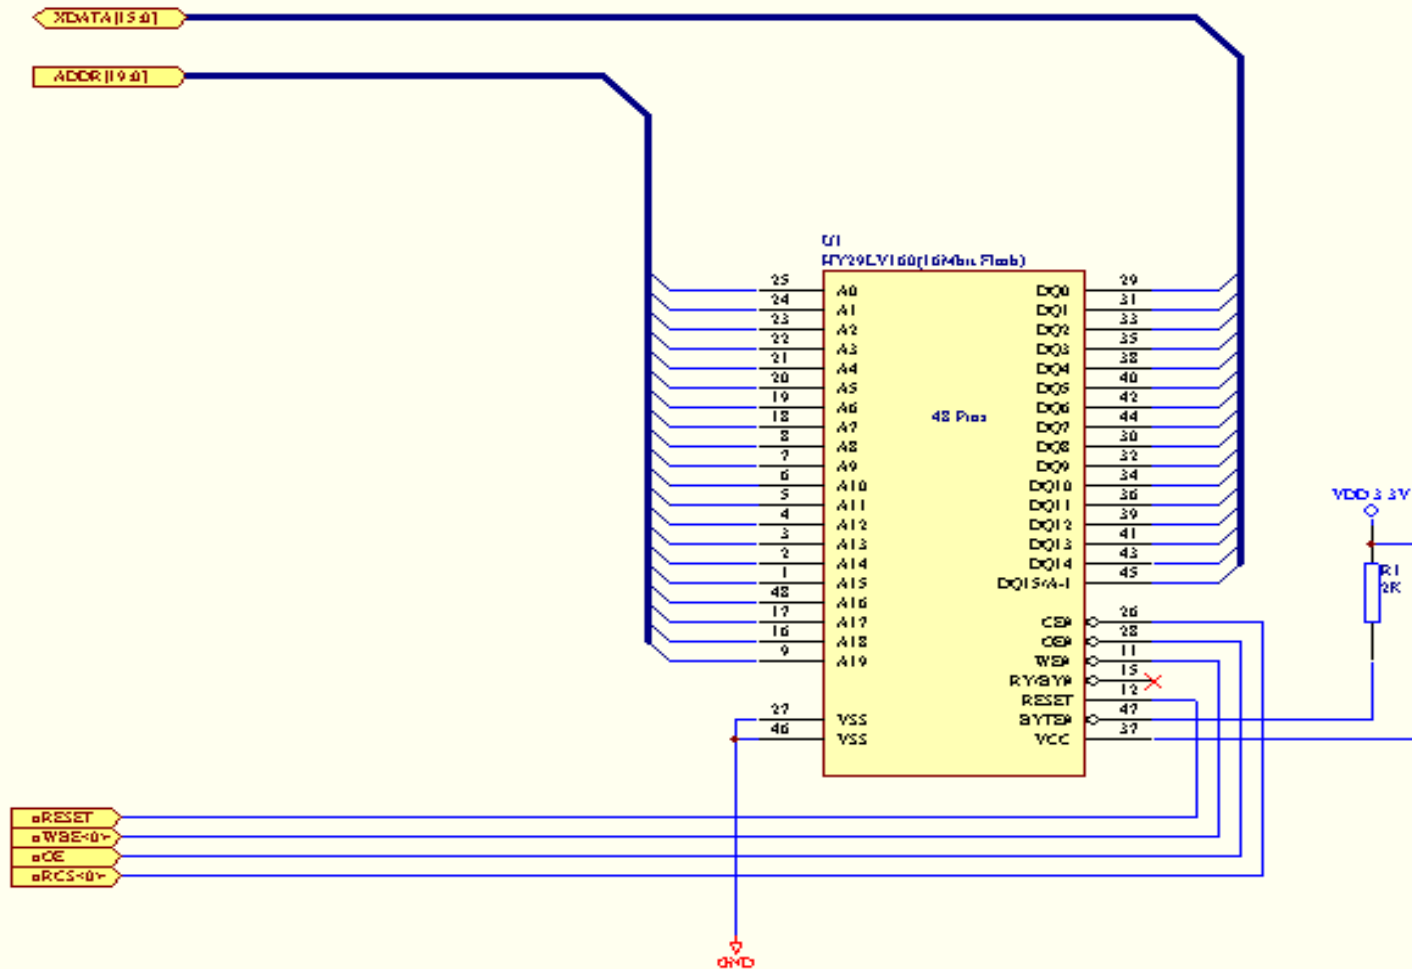 XDATA[15:0]
ADDR[19:0]
U1
HY29LV160(16Mbit Flash)
25 A0 DQ0 29
24 A1 DQ1 31
23 A2 DQ2 33
22 A3 DQ3 35
21 A4 DQ4 38
20 A5 DQ5 40
19 A6 DQ6 42
18 A7 48 Pins DQ7 44
8 A8 DQ8 30
7 A9 DQ9 32
6 A10 DQ10 34
5 A11 DQ11 36
4 A12 DQ12 39
3 A13 DQ13 41
2 A14 DQ14 43
1 A15 DQ15/A-1 45
48 A16
17 A17 CE# 26
16 A18 OE# 28
9 A19 WE# 11
RY/BY# 15
RESET 12
27 VSS BYTE# 47
46 VSS VCC 37
VDD 3.3V
R1
2K
nRESET
nWBE<0>
nOE
nRCS<0>
GND